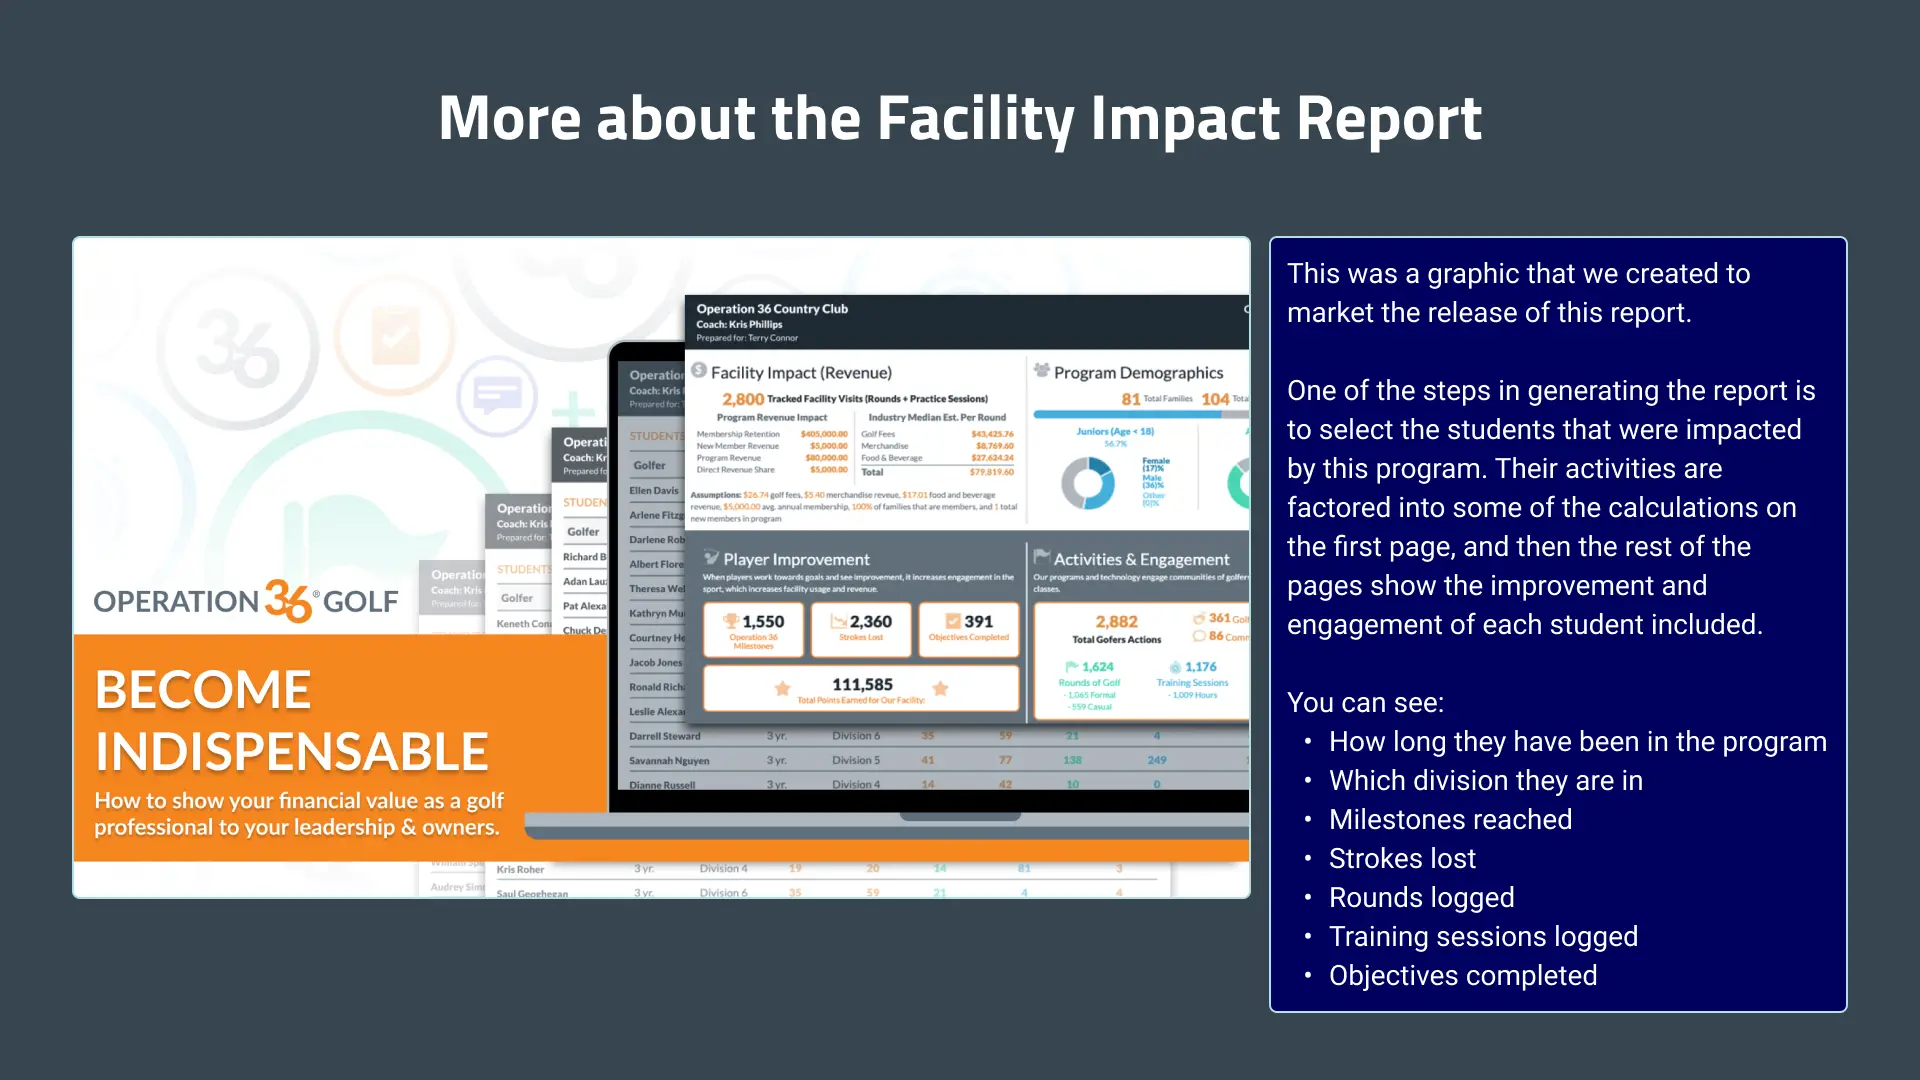 More about the Facility Impact Report
OPERATION 36® GOLF
BECOME
INDISPENSABLE
How to show your financial value as a golf
professional to your leadership & owners.
Operation 36 Country Club
Coach: Kris Phillips
Prepared for: Terry Connor
Facility Impact (Revenue)
2,800 Tracked Facility Visits (Rounds + Practice Sessions)
Program Revenue Impact
Membership Retention $405,000.00
New Member Revenue $5,000.00
Program Revenue $80,000.00
Direct Revenue Share $5,000.00
Industry Median Est. Per Round
Golf Fees $43,425.76
Merchandise $8,769.60
Food & Beverage $27,624.24
Total $79,819.60
Assumptions: $26.74 golf fees, $5.40 merchandise revenue, $17.01 food and beverage
revenue, $5,000.00 avg. annual membership, 100% of families that are members, and 1 total
new members in program
Program Demographics
81 Total Families 104
Juniors (Age < 18)
56.7%
Female
(17)%
Male
(36)%
Other
(0)%
Player Improvement
When players work towards goals and see improvement, it increases engagement in the
sport, which increases facility usage and revenue.
1,550
Operation 36
Milestones
2,360
Strokes Lost
391
Objectives Completed
111,585
Total Points Earned for Our Facility:
Activities & Engagement
Our programs and technology engage communities of golfers
classes.
2,882
Total Gofers Actions
361
86
1,624
Rounds of Golf
- 1,065 Formal
- 559 Casual
1,176
Training Sessions
- 1,009 Hours
STUDENTS
Golfer
Ellen Davis
Jacob Jones
Darrell Steward 3 yr. Division 6 35 59 21 4
Savannah Nguyen 3 yr. Division 5 41 77 138 249
Dianne Russell 3 yr. Division 4 14 42 10 0
Golfer
Golfer
Kris Roher 3 yr. Division 4 19 20 14 81 3
Saul Geoghegan 3 yr. Division 6 35 59 21 4 4
This was a graphic that we created to
market the release of this report.
One of the steps in generating the report is
to select the students that were impacted
by this program. Their activities are
factored into some of the calculations on
the first page, and then the rest of the
pages show the improvement and
engagement of each student included.
You can see:
• How long they have been in the program
• Which division they are in
• Milestones reached
• Strokes lost
• Rounds logged
• Training sessions logged
• Objectives completed